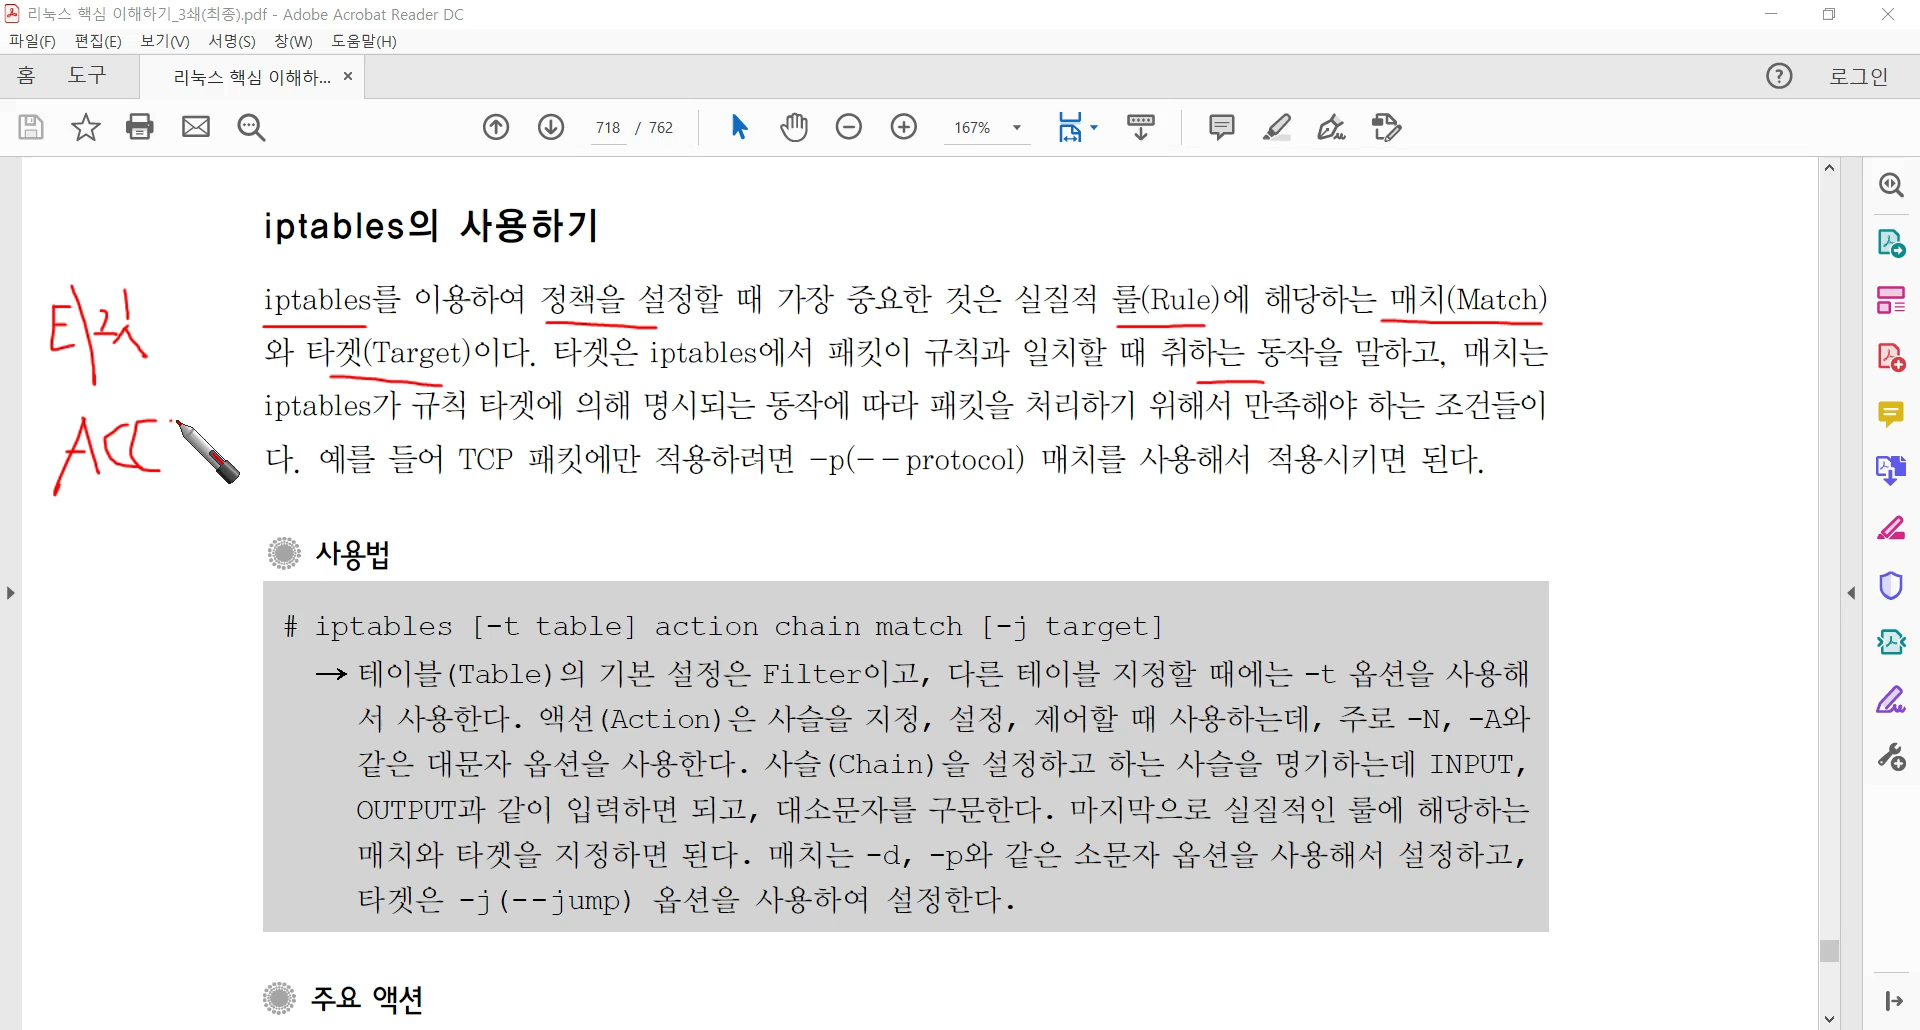 리눅스 핵심 이해하기_3쇄(최종).pdf - Adobe Acrobat Reader DC
파일(F) 편집(E) 보기(V) 서명(S) 창(W) 도움말(H)
홈 도구 리눅스 핵심 이해하... × 로그인
718 / 762 167%
iptables의 사용하기
iptables를 이용하여 정책을 설정할 때 가장 중요한 것은 실질적 룰(Rule)에 해당하는 매치(Match)
와 타겟(Target)이다. 타겟은 iptables에서 패킷이 규칙과 일치할 때 취하는 동작을 말하고, 매치는
iptables가 규칙 타겟에 의해 명시되는 동작에 따라 패킷을 처리하기 위해서 만족해야 하는 조건들이
다. 예를 들어 TCP 패킷에만 적용하려면 -p(--protocol) 매치를 사용해서 적용시키면 된다.
타겟
ACC
사용법
# iptables [-t table] action chain match [-j target]
→ 테이블(Table)의 기본 설정은 Filter이고, 다른 테이블 지정할 때에는 -t 옵션을 사용해
서 사용한다. 액션(Action)은 사슬을 지정, 설정, 제어할 때 사용하는데, 주로 -N, -A와
같은 대문자 옵션을 사용한다. 사슬(Chain)을 설정하고 하는 사슬을 명기하는데 INPUT,
OUTPUT과 같이 입력하면 되고, 대소문자를 구문한다. 마지막으로 실질적인 룰에 해당하는
매치와 타겟을 지정하면 된다. 매치는 -d, -p와 같은 소문자 옵션을 사용해서 설정하고,
타겟은 -j(--jump) 옵션을 사용하여 설정한다.
주요 액션